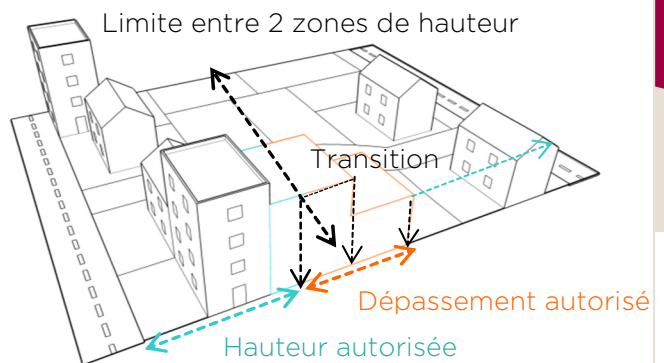 Limite entre 2 zones de hauteur
Transition
Dépassement autorisé
Hauteur autorisée